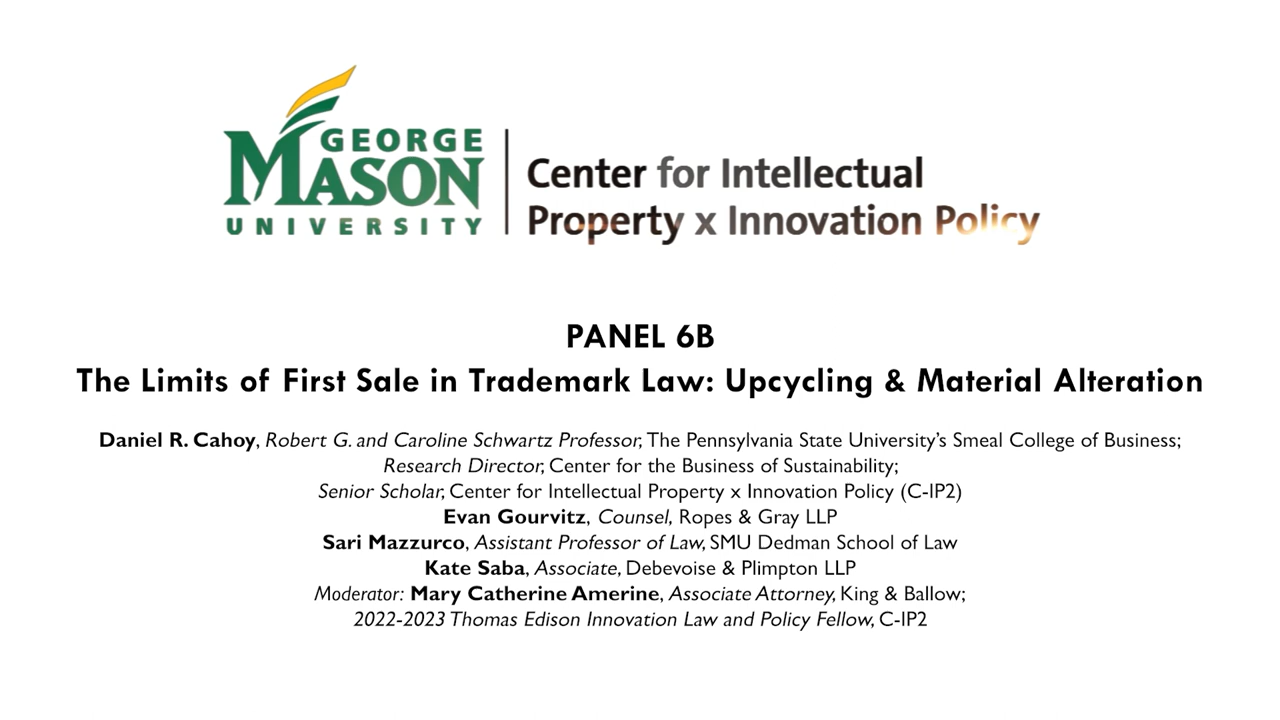 GEORGE
MASON
UNIVERSITY
Center for Intellectual
Property x Innovation Policy
PANEL 6B
The Limits of First Sale in Trademark Law: Upcycling & Material Alteration
Daniel R. Cahoy, Robert G. and Caroline Schwartz Professor, The Pennsylvania State University’s Smeal College of Business;
Research Director, Center for the Business of Sustainability;
Senior Scholar, Center for Intellectual Property x Innovation Policy (C-IP2)
Evan Gourvitz, Counsel, Ropes & Gray LLP
Sari Mazzurco, Assistant Professor of Law, SMU Dedman School of Law
Kate Saba, Associate, Debevoise & Plimpton LLP
Moderator: Mary Catherine Amerine, Associate Attorney, King & Ballow;
2022-2023 Thomas Edison Innovation Law and Policy Fellow, C-IP2